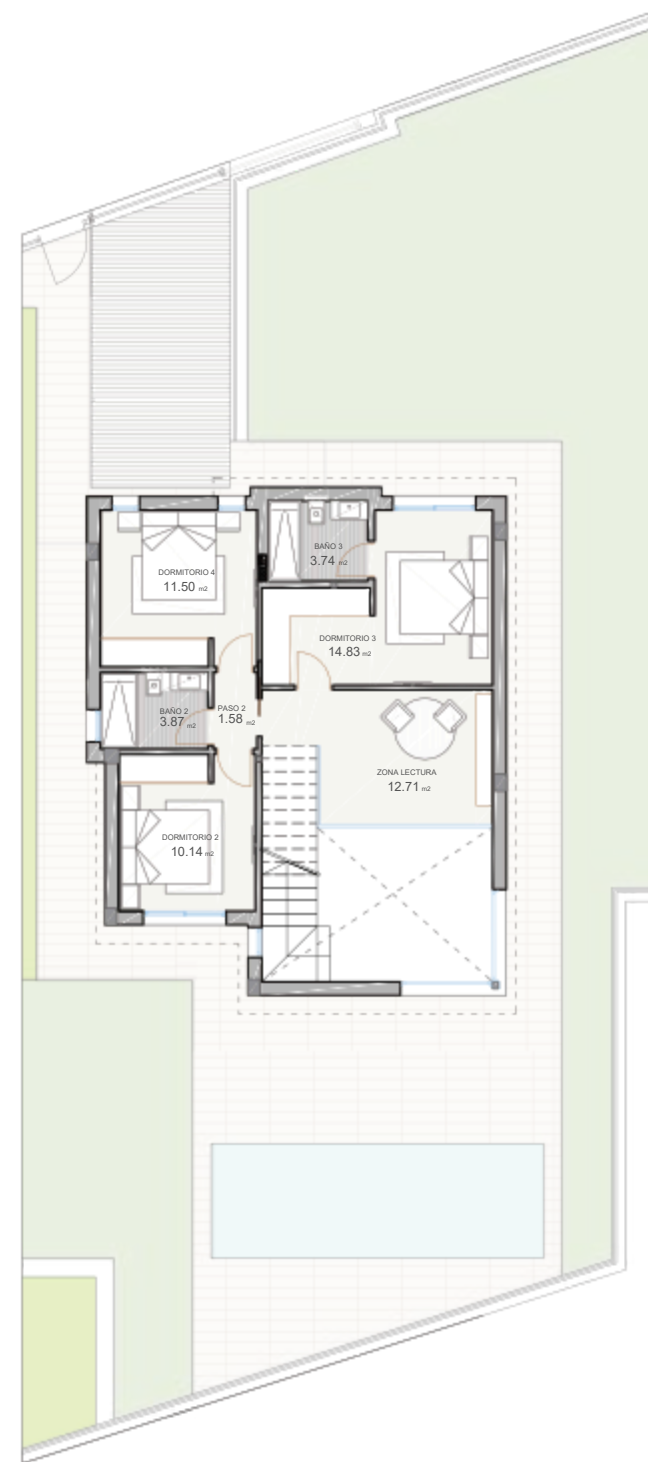 BAÑO 3
3.74 m2
DORMITORIO 4
11.50 m2
DORMITORIO 3
14.83 m2
BAÑO 2
3.87 m2
PASO 2
1.58 m2
ZONA LECTURA
12.71 m2
DORMITORIO 2
10.14 m2